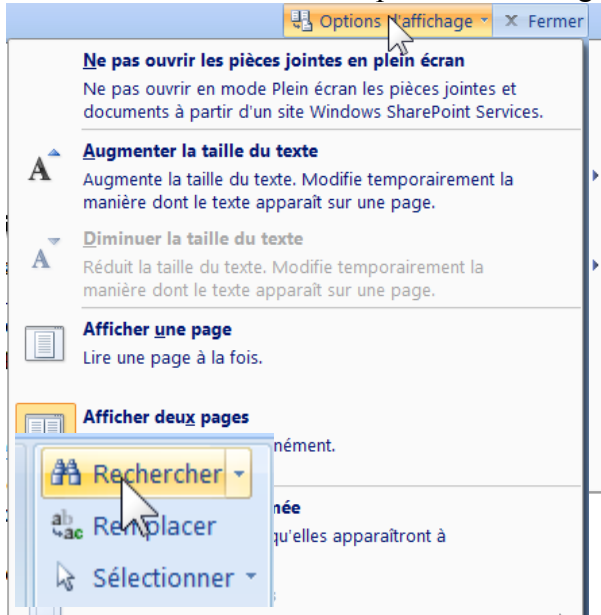 Options d'affichage
Fermer
Ne pas ouvrir les pièces jointes en plein écran
Ne pas ouvrir en mode Plein écran les pièces jointes et
documents à partir d'un site Windows SharePoint Services.
Augmenter la taille du texte
Augmente la taille du texte. Modifie temporairement la
manière dont le texte apparaît sur une page.
Diminuer la taille du texte
Réduit la taille du texte. Modifie temporairement la
manière dont le texte apparaît sur une page.
Afficher une page
Lire une page à la fois.
Afficher deux pages
nément.
Rechercher
née
Remplacer
qu'elles apparaîtront à
Sélectionner